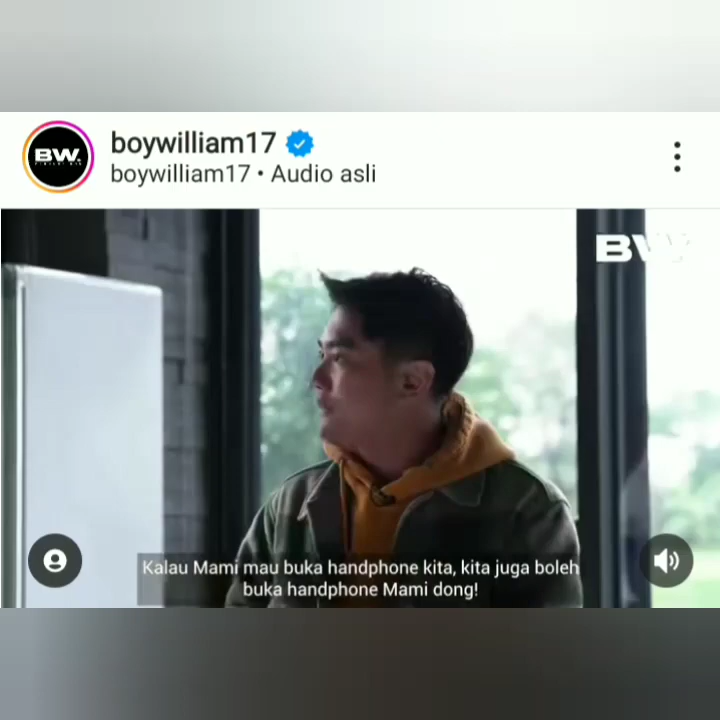 BW.
boywilliam17
boywilliam17 • Audio asli
Kalau Mami mau buka handphone kita, kita juga boleh
buka handphone Mami dong!